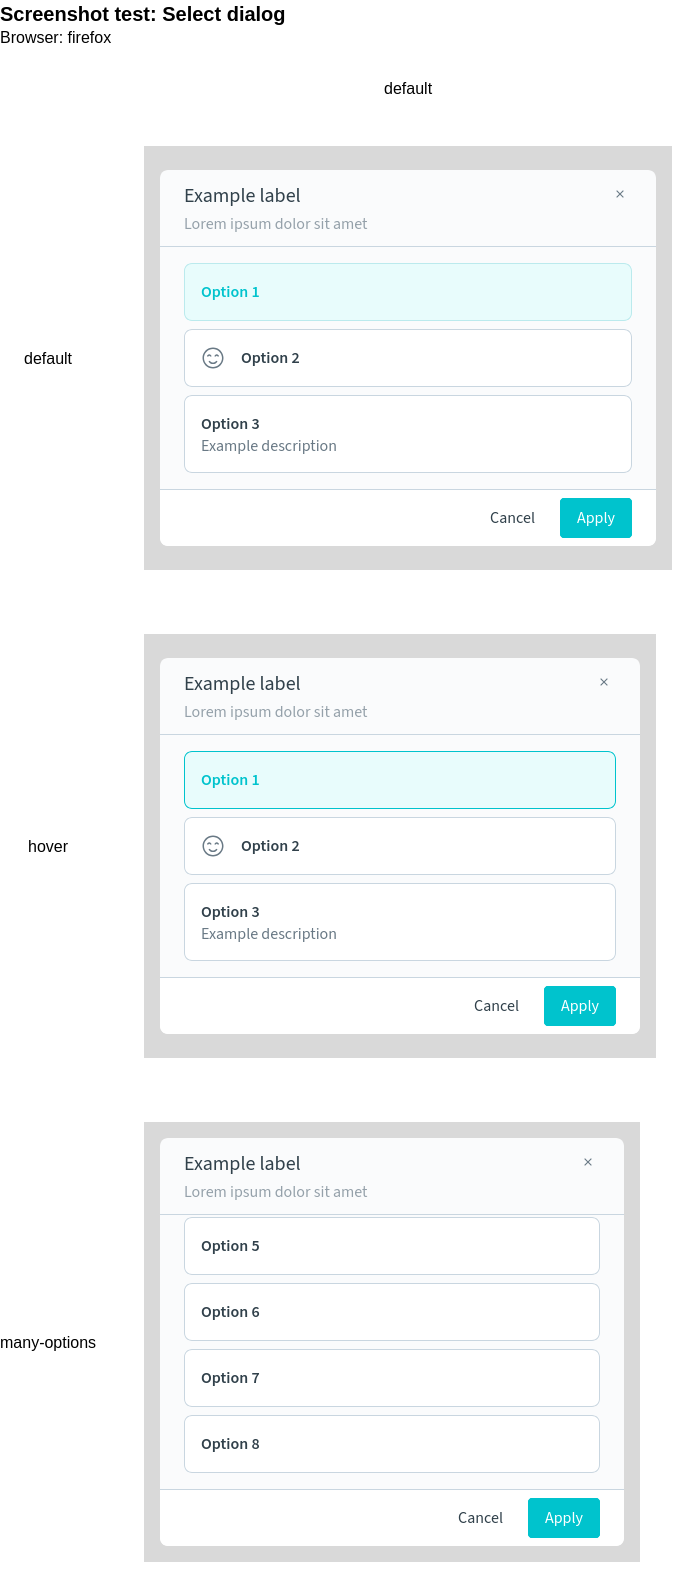 Screenshot test: Select dialog
Browser: firefox
default
default
Example label
×
Lorem ipsum dolor sit amet
Option 1
Option 2
Option 3
Example description
Cancel
Apply
hover
Example label
×
Lorem ipsum dolor sit amet
Option 1
Option 2
Option 3
Example description
Cancel
Apply
many-options
Example label
×
Lorem ipsum dolor sit amet
Option 5
Option 6
Option 7
Option 8
Cancel
Apply